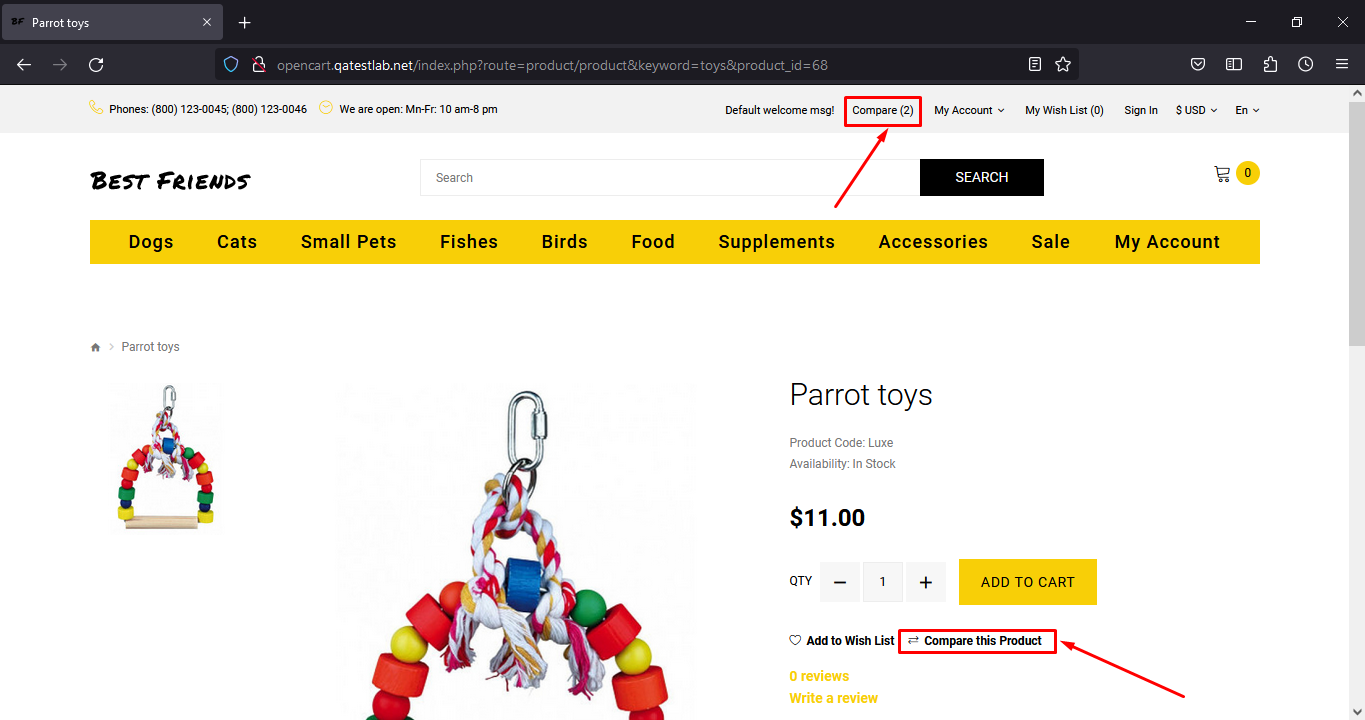 BF Parrot toys
opencart.qatestlab.net/index.php?route=product/product&keyword=toys&product_id=68
Phones: (800) 123-0045; (800) 123-0046 We are open: Mn-Fr: 10 am-8 pm Default welcome msg! Compare (2) My Account My Wish List (0) Sign In $ USD En
Best Friends Search SEARCH 0
Dogs Cats Small Pets Fishes Birds Food Supplements Accessories Sale My Account
Parrot toys
Parrot toys
Product Code: Luxe
Availability: In Stock
$11.00
QTY 1 ADD TO CART
Add to Wish List Compare this Product
0 reviews
Write a review